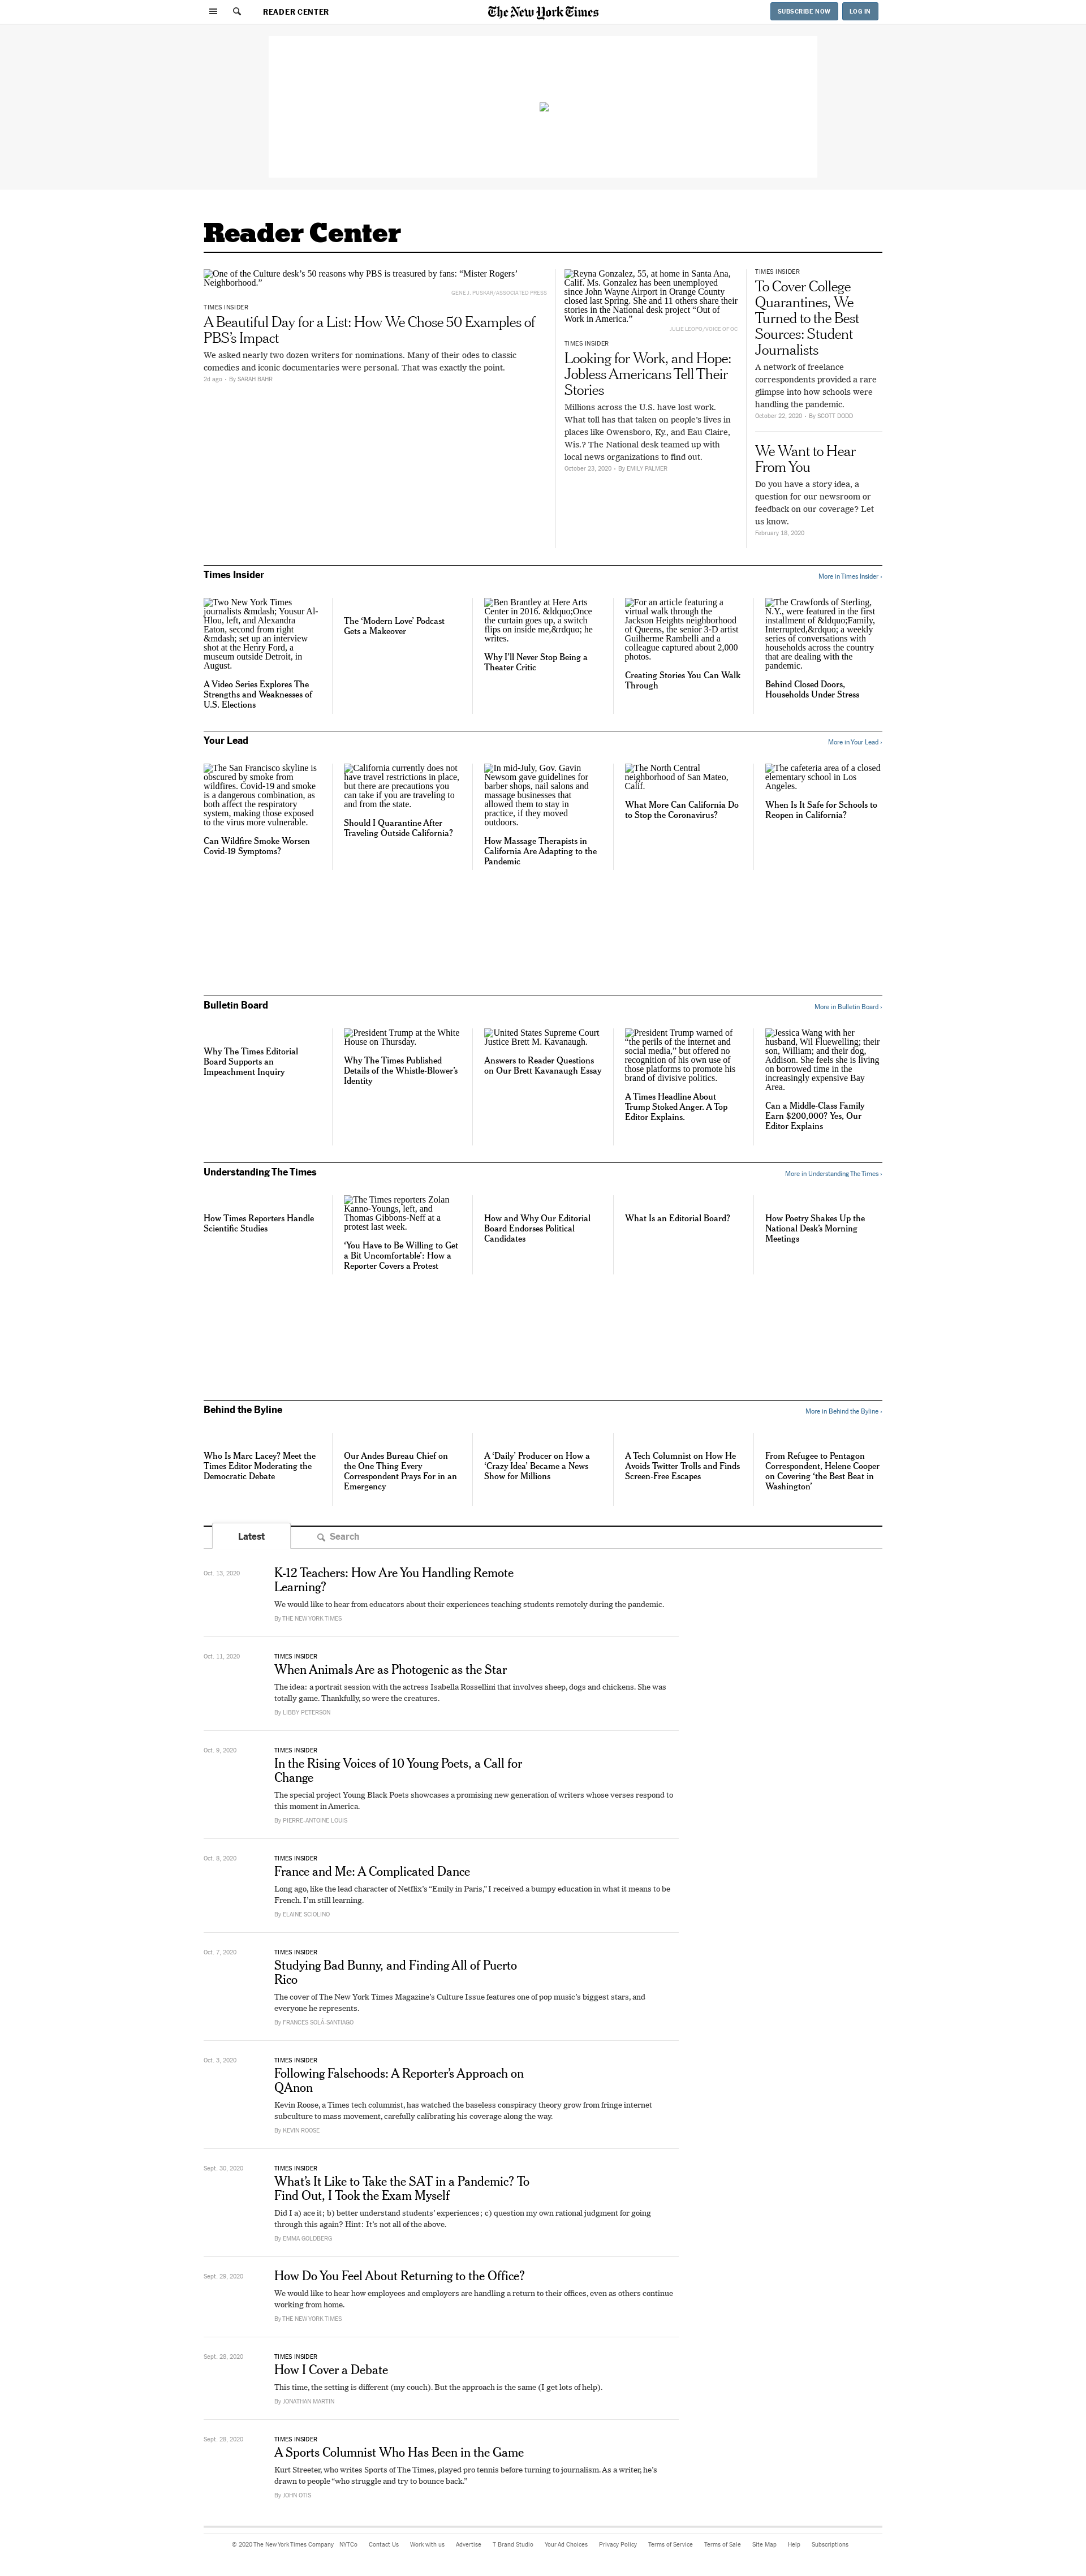 READER CENTER
The New York Times
SUBSCRIBE NOW
LOG IN
Reader Center
One of the Culture desk’s 50 reasons why PBS is treasured by fans: “Mister Rogers’
Neighborhood.”
GENE J. PUSKAR/ASSOCIATED PRESS
TIMES INSIDER
A Beautiful Day for a List: How We Chose 50 Examples of
PBS’s Impact
We asked nearly two dozen writers for nominations. Many of their odes to classic
comedies and iconic documentaries were personal. That was exactly the point.
2d ago • By SARAH BAHR
Reyna Gonzalez, 55, at home in Santa Ana,
Calif. Ms. Gonzalez has been unemployed
since John Wayne Airport in Orange County
closed last Spring. She and 11 others share their
stories in the National desk project “Out of
Work in America.”
JULIE LEOPO/VOICE OF OC
TIMES INSIDER
Looking for Work, and Hope:
Jobless Americans Tell Their
Stories
Millions across the U.S. have lost work.
What toll has that taken on people’s lives in
places like Owensboro, Ky., and Eau Claire,
Wis.? The National desk teamed up with
local news organizations to find out.
October 23, 2020 • By EMILY PALMER
TIMES INSIDER
To Cover College
Quarantines, We
Turned to the Best
Sources: Student
Journalists
A network of freelance
correspondents provided a rare
glimpse into how schools were
handling the pandemic.
October 22, 2020 • By SCOTT DODD
We Want to Hear
From You
Do you have a story idea, a
question for our newsroom or
feedback on our coverage? Let
us know.
February 18, 2020
Times Insider
More in Times Insider ›
Two New York Times
journalists &mdash; Yousur Al-
Hlou, left, and Alexandra
Eaton, second from right
&mdash; set up an interview
shot at the Henry Ford, a
museum outside Detroit, in
August.
A Video Series Explores The
Strengths and Weaknesses of
U.S. Elections
The ‘Modern Love’ Podcast
Gets a Makeover
Ben Brantley at Here Arts
Center in 2016. &ldquo;Once
the curtain goes up, a switch
flips on inside me,&rdquo; he
writes.
Why I’ll Never Stop Being a
Theater Critic
For an article featuring a
virtual walk through the
Jackson Heights neighborhood
of Queens, the senior 3-D artist
Guilherme Rambelli and a
colleague captured about 2,000
photos.
Creating Stories You Can Walk
Through
The Crawfords of Sterling,
N.Y., were featured in the first
installment of &ldquo;Family,
Interrupted,&rdquo; a weekly
series of conversations with
households across the country
that are dealing with the
pandemic.
Behind Closed Doors,
Households Under Stress
Your Lead
More in Your Lead ›
The San Francisco skyline is
obscured by smoke from
wildfires. Covid-19 and smoke
is a dangerous combination, as
both affect the respiratory
system, making those exposed
to the virus more vulnerable.
Can Wildfire Smoke Worsen
Covid-19 Symptoms?
California currently does not
have travel restrictions in place,
but there are precautions you
can take if you are traveling to
and from the state.
Should I Quarantine After
Traveling Outside California?
In mid-July, Gov. Gavin
Newsom gave guidelines for
barber shops, nail salons and
massage businesses that
allowed them to stay in
practice, if they moved
outdoors.
How Massage Therapists in
California Are Adapting to the
Pandemic
The North Central
neighborhood of San Mateo,
Calif.
What More Can California Do
to Stop the Coronavirus?
The cafeteria area of a closed
elementary school in Los
Angeles.
When Is It Safe for Schools to
Reopen in California?
Bulletin Board
More in Bulletin Board ›
Why The Times Editorial
Board Supports an
Impeachment Inquiry
President Trump at the White
House on Thursday.
Why The Times Published
Details of the Whistle-Blower’s
Identity
United States Supreme Court
Justice Brett M. Kavanaugh.
Answers to Reader Questions
on Our Brett Kavanaugh Essay
President Trump warned of
“the perils of the internet and
social media,” but offered no
recognition of his own use of
those platforms to promote his
brand of divisive politics.
A Times Headline About
Trump Stoked Anger. A Top
Editor Explains.
Jessica Wang with her
husband, Wil Fluewelling; their
son, William; and their dog,
Addison. She feels she is living
on borrowed time in the
increasingly expensive Bay
Area.
Can a Middle-Class Family
Earn $200,000? Yes, Our
Editor Explains
Understanding The Times
More in Understanding The Times ›
How Times Reporters Handle
Scientific Studies
The Times reporters Zolan
Kanno-Youngs, left, and
Thomas Gibbons-Neff at a
protest last week.
‘You Have to Be Willing to Get
a Bit Uncomfortable’: How a
Reporter Covers a Protest
How and Why Our Editorial
Board Endorses Political
Candidates
What Is an Editorial Board?
How Poetry Shakes Up the
National Desk’s Morning
Meetings
Behind the Byline
More in Behind the Byline ›
Who Is Marc Lacey? Meet the
Times Editor Moderating the
Democratic Debate
Our Andes Bureau Chief on
the One Thing Every
Correspondent Prays For in an
Emergency
A ‘Daily’ Producer on How a
‘Crazy Idea’ Became a News
Show for Millions
A Tech Columnist on How He
Avoids Twitter Trolls and Finds
Screen-Free Escapes
From Refugee to Pentagon
Correspondent, Helene Cooper
on Covering ‘the Best Beat in
Washington’
Latest
Search
Oct. 13, 2020
K-12 Teachers: How Are You Handling Remote
Learning?
We would like to hear from educators about their experiences teaching students remotely during the pandemic.
By THE NEW YORK TIMES
Oct. 11, 2020
TIMES INSIDER
When Animals Are as Photogenic as the Star
The idea: a portrait session with the actress Isabella Rossellini that involves sheep, dogs and chickens. She was
totally game. Thankfully, so were the creatures.
By LIBBY PETERSON
Oct. 9, 2020
TIMES INSIDER
In the Rising Voices of 10 Young Poets, a Call for
Change
The special project Young Black Poets showcases a promising new generation of writers whose verses respond to
this moment in America.
By PIERRE-ANTOINE LOUIS
Oct. 8, 2020
TIMES INSIDER
France and Me: A Complicated Dance
Long ago, like the lead character of Netflix’s “Emily in Paris,” I received a bumpy education in what it means to be
French. I’m still learning.
By ELAINE SCIOLINO
Oct. 7, 2020
TIMES INSIDER
Studying Bad Bunny, and Finding All of Puerto
Rico
The cover of The New York Times Magazine’s Culture Issue features one of pop music’s biggest stars, and
everyone he represents.
By FRANCES SOLÁ-SANTIAGO
Oct. 3, 2020
TIMES INSIDER
Following Falsehoods: A Reporter’s Approach on
QAnon
Kevin Roose, a Times tech columnist, has watched the baseless conspiracy theory grow from fringe internet
subculture to mass movement, carefully calibrating his coverage along the way.
By KEVIN ROOSE
Sept. 30, 2020
TIMES INSIDER
What’s It Like to Take the SAT in a Pandemic? To
Find Out, I Took the Exam Myself
Did I a) ace it; b) better understand students’ experiences; c) question my own rational judgment for going
through this again? Hint: It’s not all of the above.
By EMMA GOLDBERG
Sept. 29, 2020
How Do You Feel About Returning to the Office?
We would like to hear how employees and employers are handling a return to their offices, even as others continue
working from home.
By THE NEW YORK TIMES
Sept. 28, 2020
TIMES INSIDER
How I Cover a Debate
This time, the setting is different (my couch). But the approach is the same (I get lots of help).
By JONATHAN MARTIN
Sept. 28, 2020
TIMES INSIDER
A Sports Columnist Who Has Been in the Game
Kurt Streeter, who writes Sports of The Times, played pro tennis before turning to journalism. As a writer, he’s
drawn to people “who struggle and try to bounce back.”
By JOHN OTIS
© 2020 The New York Times Company NYTCo Contact Us Work with us Advertise T Brand Studio Your Ad Choices Privacy Policy Terms of Service Terms of Sale Site Map Help Subscriptions